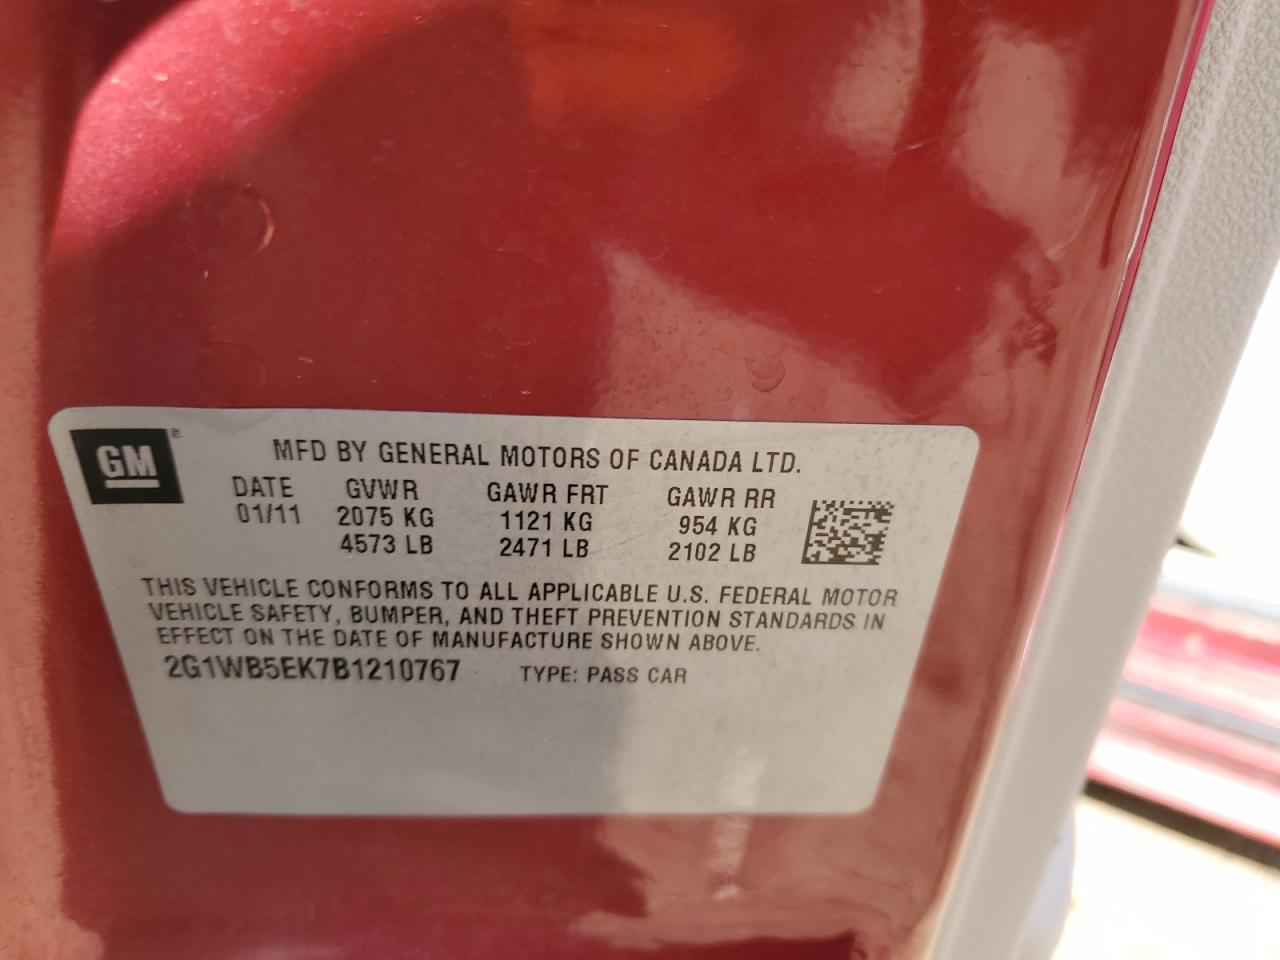 GM
MFD BY GENERAL MOTORS OF CANADA LTD.
DATE GVWR GAWR FRT GAWR RR
01/11 2075 KG 1121 KG 954 KG
4573 LB 2471 LB 2102 LB
THIS VEHICLE CONFORMS TO ALL APPLICABLE U.S. FEDERAL MOTOR
VEHICLE SAFETY, BUMPER, AND THEFT PREVENTION STANDARDS IN
EFFECT ON THE DATE OF MANUFACTURE SHOWN ABOVE.
2G1WB5EK7B1210767 TYPE: PASS CAR